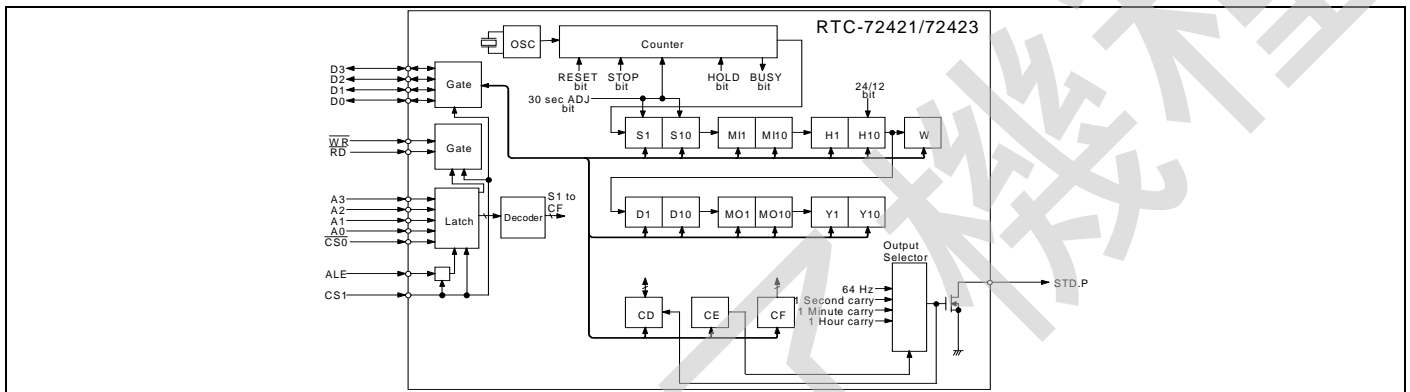 RTC-72421/72423
OSC
Counter
RESET bit
STOP bit
HOLD bit
BUSY bit
30 sec ADJ bit
24/12 bit
D3
D2
D1
D0
Gate
WR
RD
Gate
A3
A2
A1
A0
CS0
Latch
Decoder
S1 to CF
ALE
CS1
S1
S10
MI1
MI10
H1
H10
W
D1
D10
MO1
MO10
Y1
Y10
Output Selector
CD
CE
CF
64 Hz
1 Second carry
1 Minute carry
1 Hour carry
STD.P
機